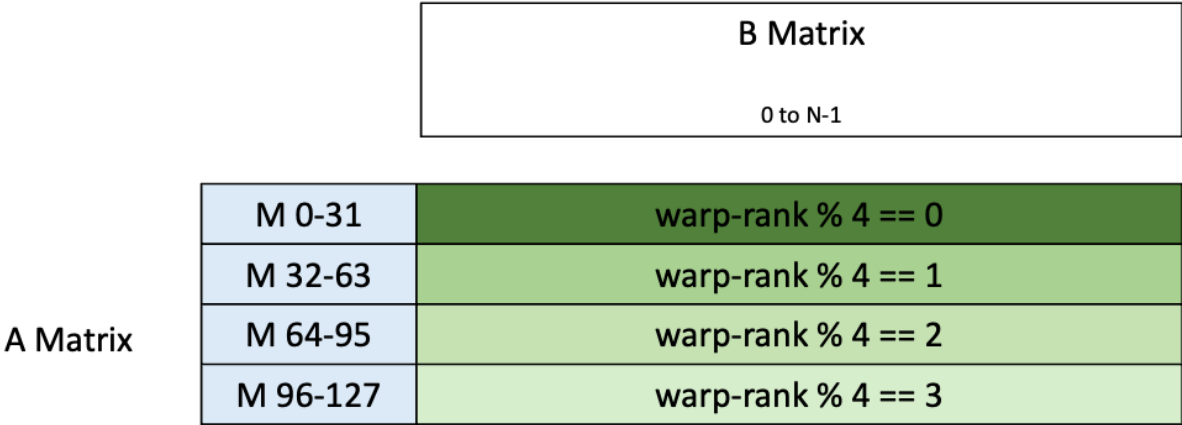 B Matrix
0 to N-1
M 0-31 warp-rank % 4 == 0
M 32-63 warp-rank % 4 == 1
A Matrix
M 64-95 warp-rank % 4 == 2
M 96-127 warp-rank % 4 == 3